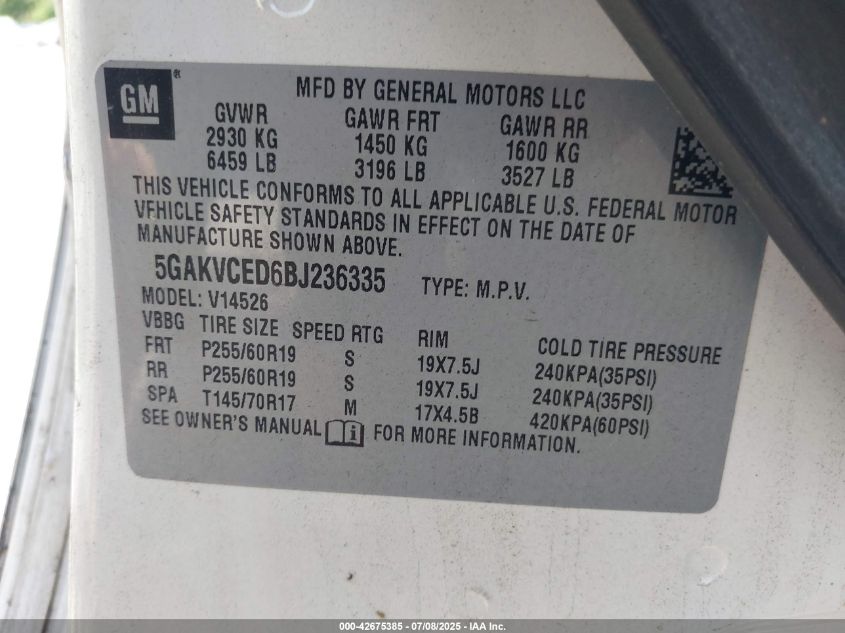 GM®
MFD BY GENERAL MOTORS LLC
GVWR GAWR FRT GAWR RR
2930 KG 1450 KG 1600 KG
6459 LB 3196 LB 3527 LB
THIS VEHICLE CONFORMS TO ALL APPLICABLE U.S. FEDERAL MOTOR
VEHICLE SAFETY STANDARDS IN EFFECT ON THE DATE OF
MANUFACTURE SHOWN ABOVE.
5GAKVCED6BJ236335 TYPE: M.P.V.
MODEL: V14526
VBBG TIRE SIZE SPEED RTG RIM COLD TIRE PRESSURE
FRT P255/60R19 S 19X7.5J 240KPA(35PSI)
RR P255/60R19 S 19X7.5J 240KPA(35PSI)
SPA T145/70R17 M 17X4.5B 420KPA(60PSI)
SEE OWNER'S MANUAL i FOR MORE INFORMATION.
000-42675385 - 07/08/2025 - IAA Inc.